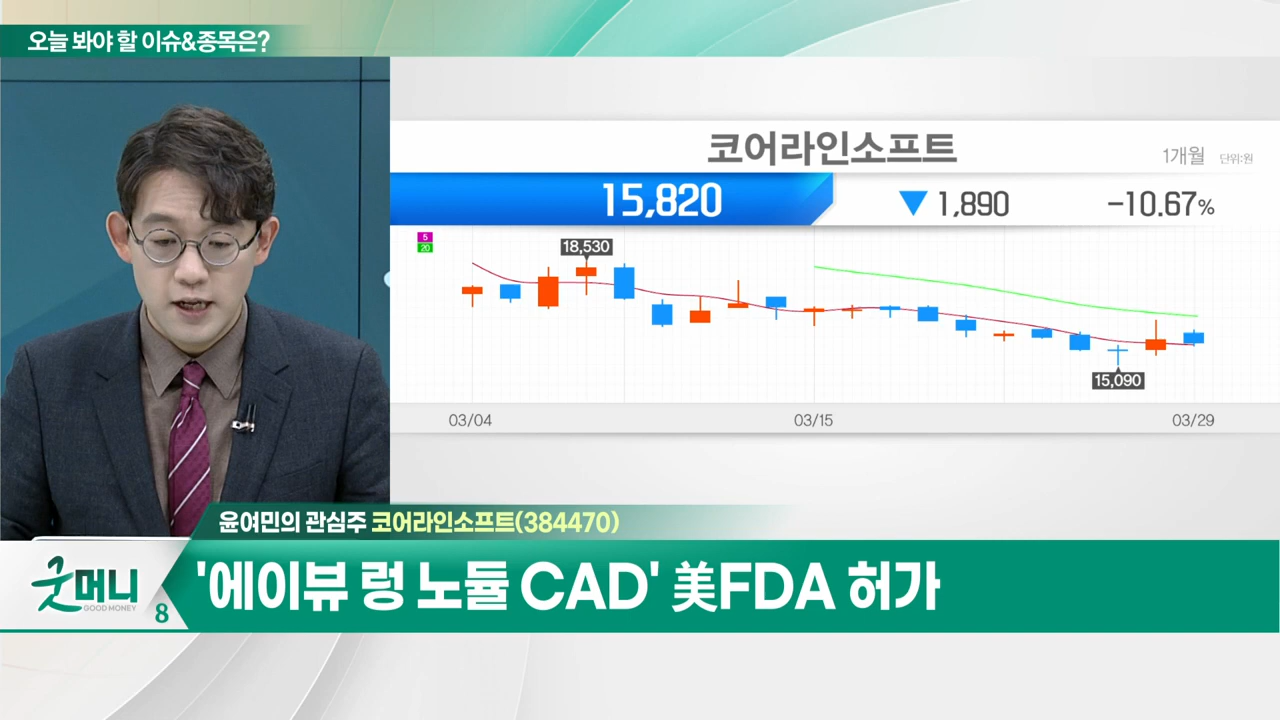 오늘 봐야 할 이슈&종목은?
코어라인소프트
1개월 단위:원
15,820 ▼ 1,890 -10.67%
5
20
18,530
15,090
03/04 03/15 03/29
윤여민의 관심주 코어라인소프트(384470)
굿머니
GOOD MONEY
8
'에이뷰 렁 노듈 CAD' 美FDA 허가